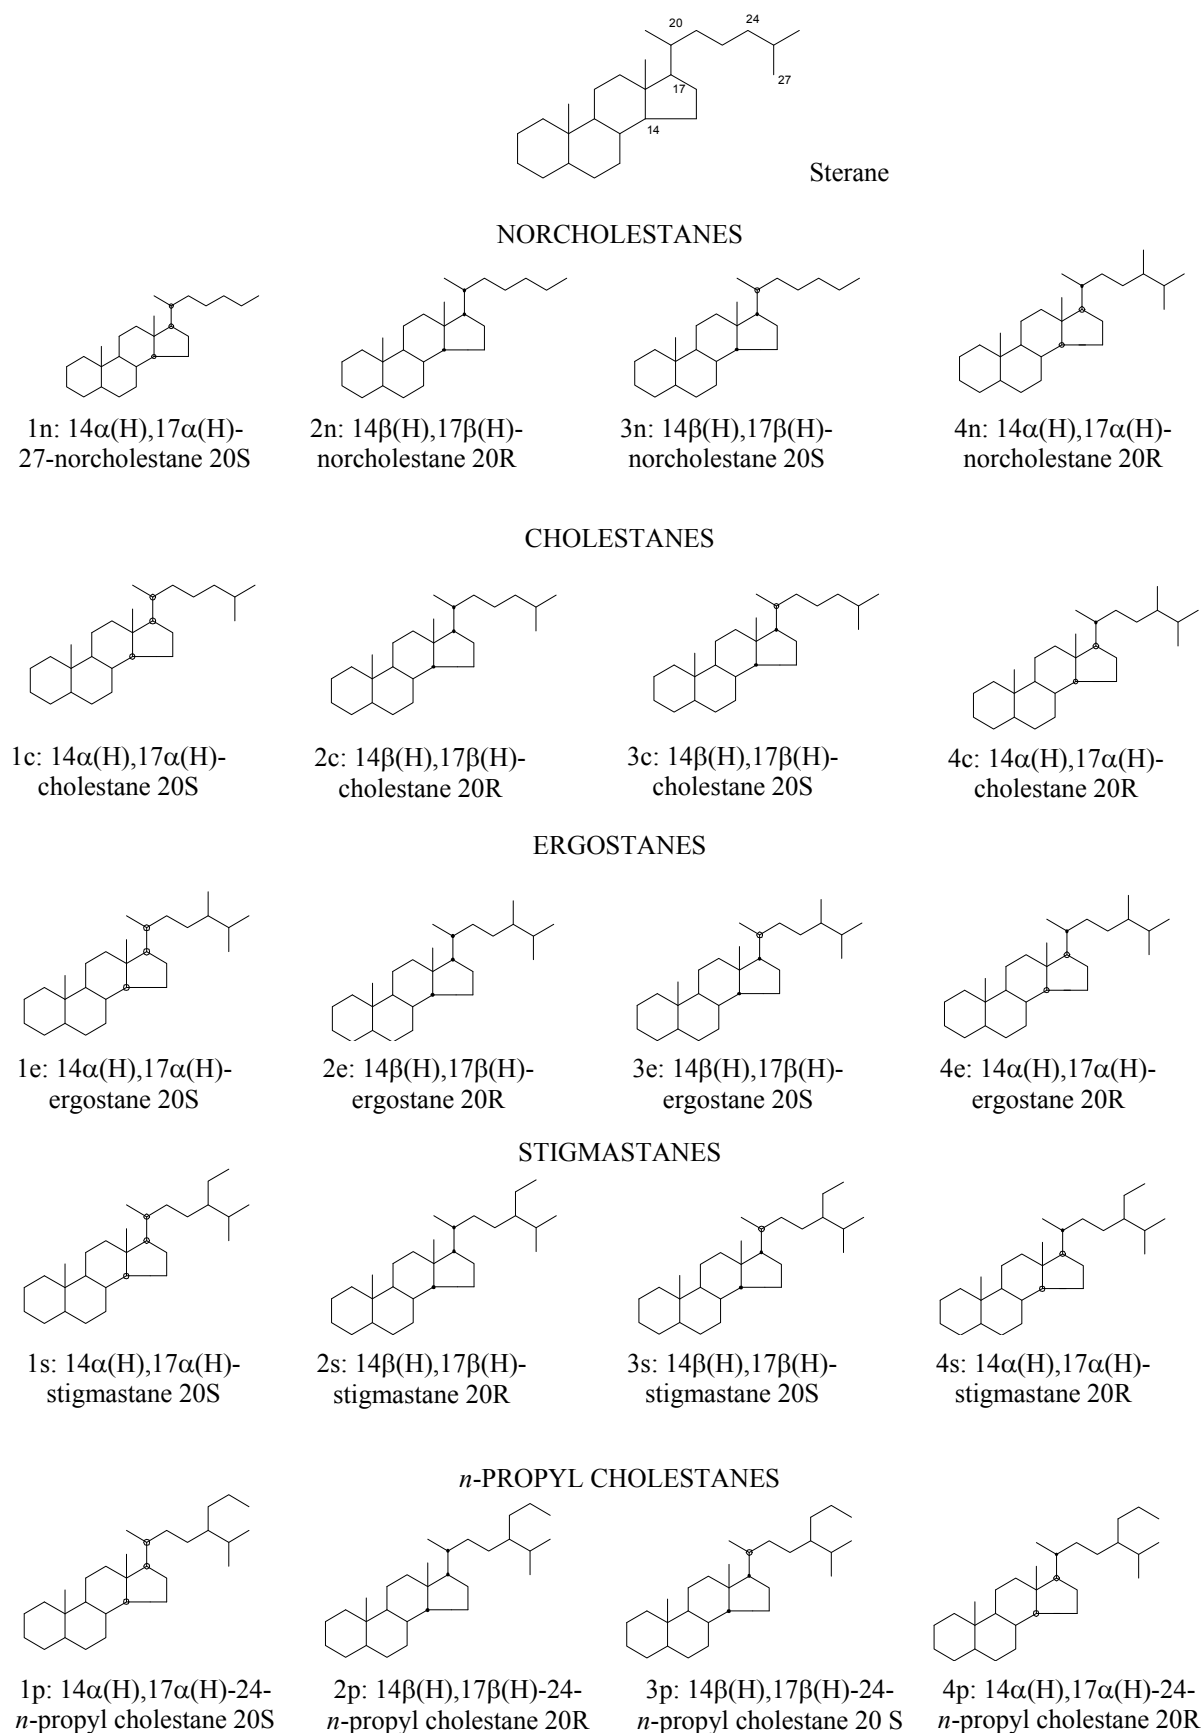 20
24
27
17
14
Sterane
NORCHOLESTANES
1n: 14α(H),17α(H)-
27-norcholestane 20S
2n: 14β(H),17β(H)-
norcholestane 20R
3n: 14β(H),17β(H)-
norcholestane 20S
4n: 14α(H),17α(H)-
norcholestane 20R
CHOLESTANES
1c: 14α(H),17α(H)-
cholestane 20S
2c: 14β(H),17β(H)-
cholestane 20R
3c: 14β(H),17β(H)-
cholestane 20S
4c: 14α(H),17α(H)-
cholestane 20R
ERGOSTANES
1e: 14α(H),17α(H)-
ergostane 20S
2e: 14β(H),17β(H)-
ergostane 20R
3e: 14β(H),17β(H)-
ergostane 20S
4e: 14α(H),17α(H)-
ergostane 20R
STIGMASTANES
1s: 14α(H),17α(H)-
stigmastane 20S
2s: 14β(H),17β(H)-
stigmastane 20R
3s: 14β(H),17β(H)-
stigmastane 20S
4s: 14α(H),17α(H)-
stigmastane 20R
n-PROPYL CHOLESTANES
1p: 14α(H),17α(H)-24-
n-propyl cholestane 20S
2p: 14β(H),17β(H)-24-
n-propyl cholestane 20R
3p: 14β(H),17β(H)-24-
n-propyl cholestane 20 S
4p: 14α(H),17α(H)-24-
n-propyl cholestane 20R